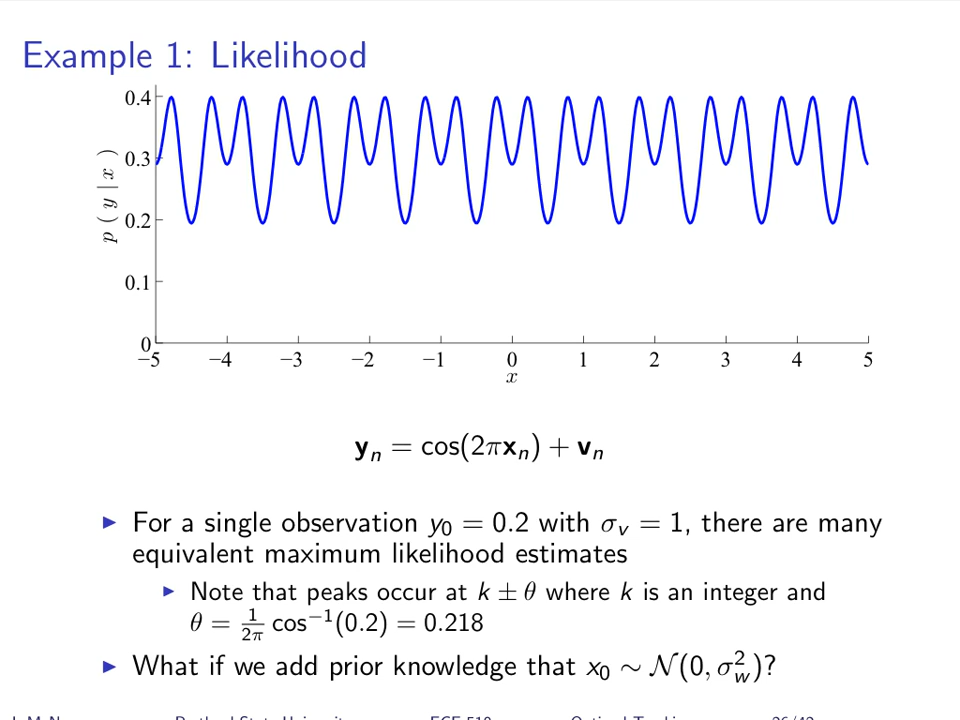 Example 1: Likelihood
0.4
0.3
0.2
0.1
0
p ( y | x )
−5 −4 −3 −2 −1 0 1 2 3 4 5
x
yₙ = cos(2πxₙ) + vₙ
▶ For a single observation y₀ = 0.2 with σᵥ = 1, there are many
equivalent maximum likelihood estimates
▶ Note that peaks occur at k ± θ where k is an integer and
θ = 1/2π cos⁻¹(0.2) = 0.218
▶ What if we add prior knowledge that x₀ ∼ N(0, σ²_w)?